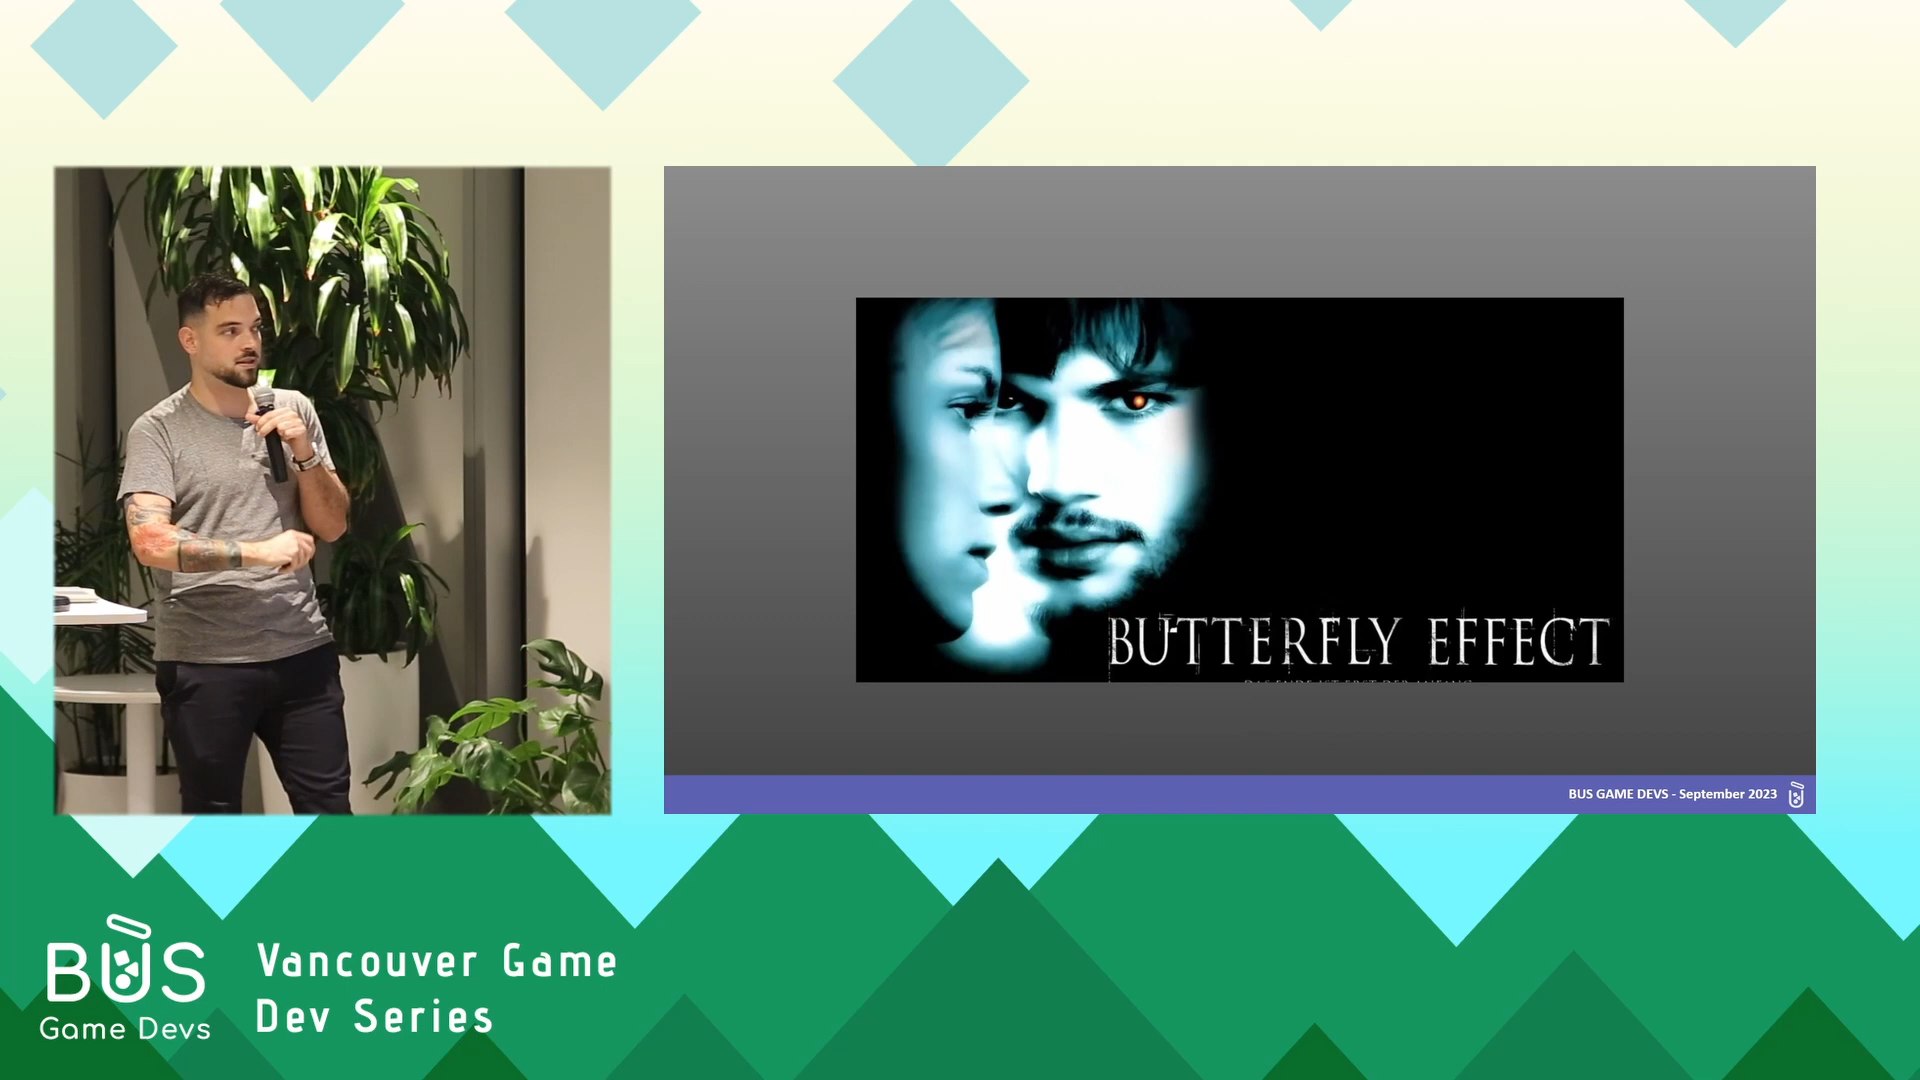 BUTTERFLY EFFECT
BUS GAME DEVS - September 2023
BUS
Game Devs
Vancouver Game
Dev Series